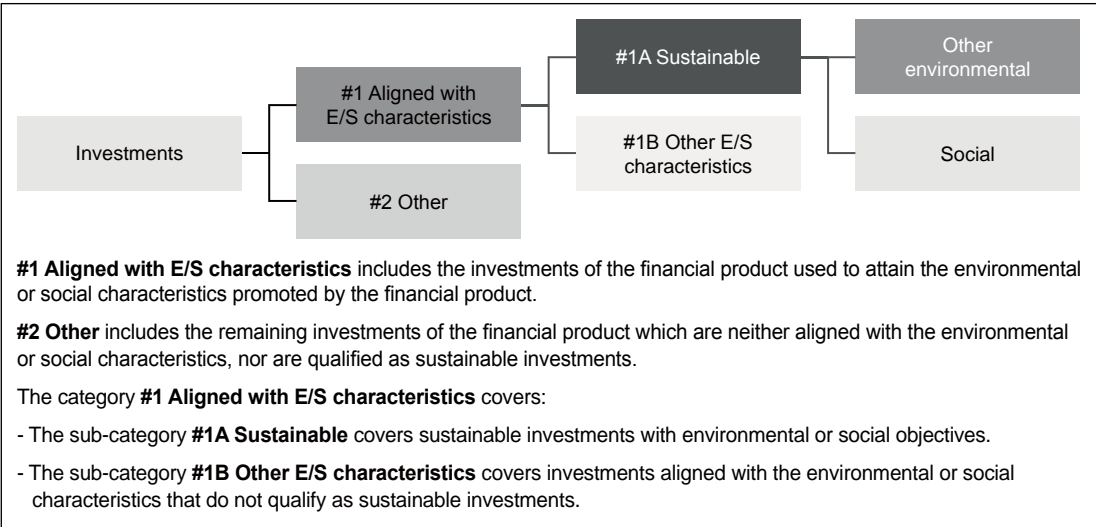 Investments
#1 Aligned with
E/S characteristics
#2 Other
#1A Sustainable
#1B Other E/S
characteristics
Other
environmental
Social
#1 Aligned with E/S characteristics includes the investments of the financial product used to attain the environmental
or social characteristics promoted by the financial product.
#2 Other includes the remaining investments of the financial product which are neither aligned with the environmental
or social characteristics, nor are qualified as sustainable investments.
The category #1 Aligned with E/S characteristics covers:
- The sub-category #1A Sustainable covers sustainable investments with environmental or social objectives.
- The sub-category #1B Other E/S characteristics covers investments aligned with the environmental or social
characteristics that do not qualify as sustainable investments.